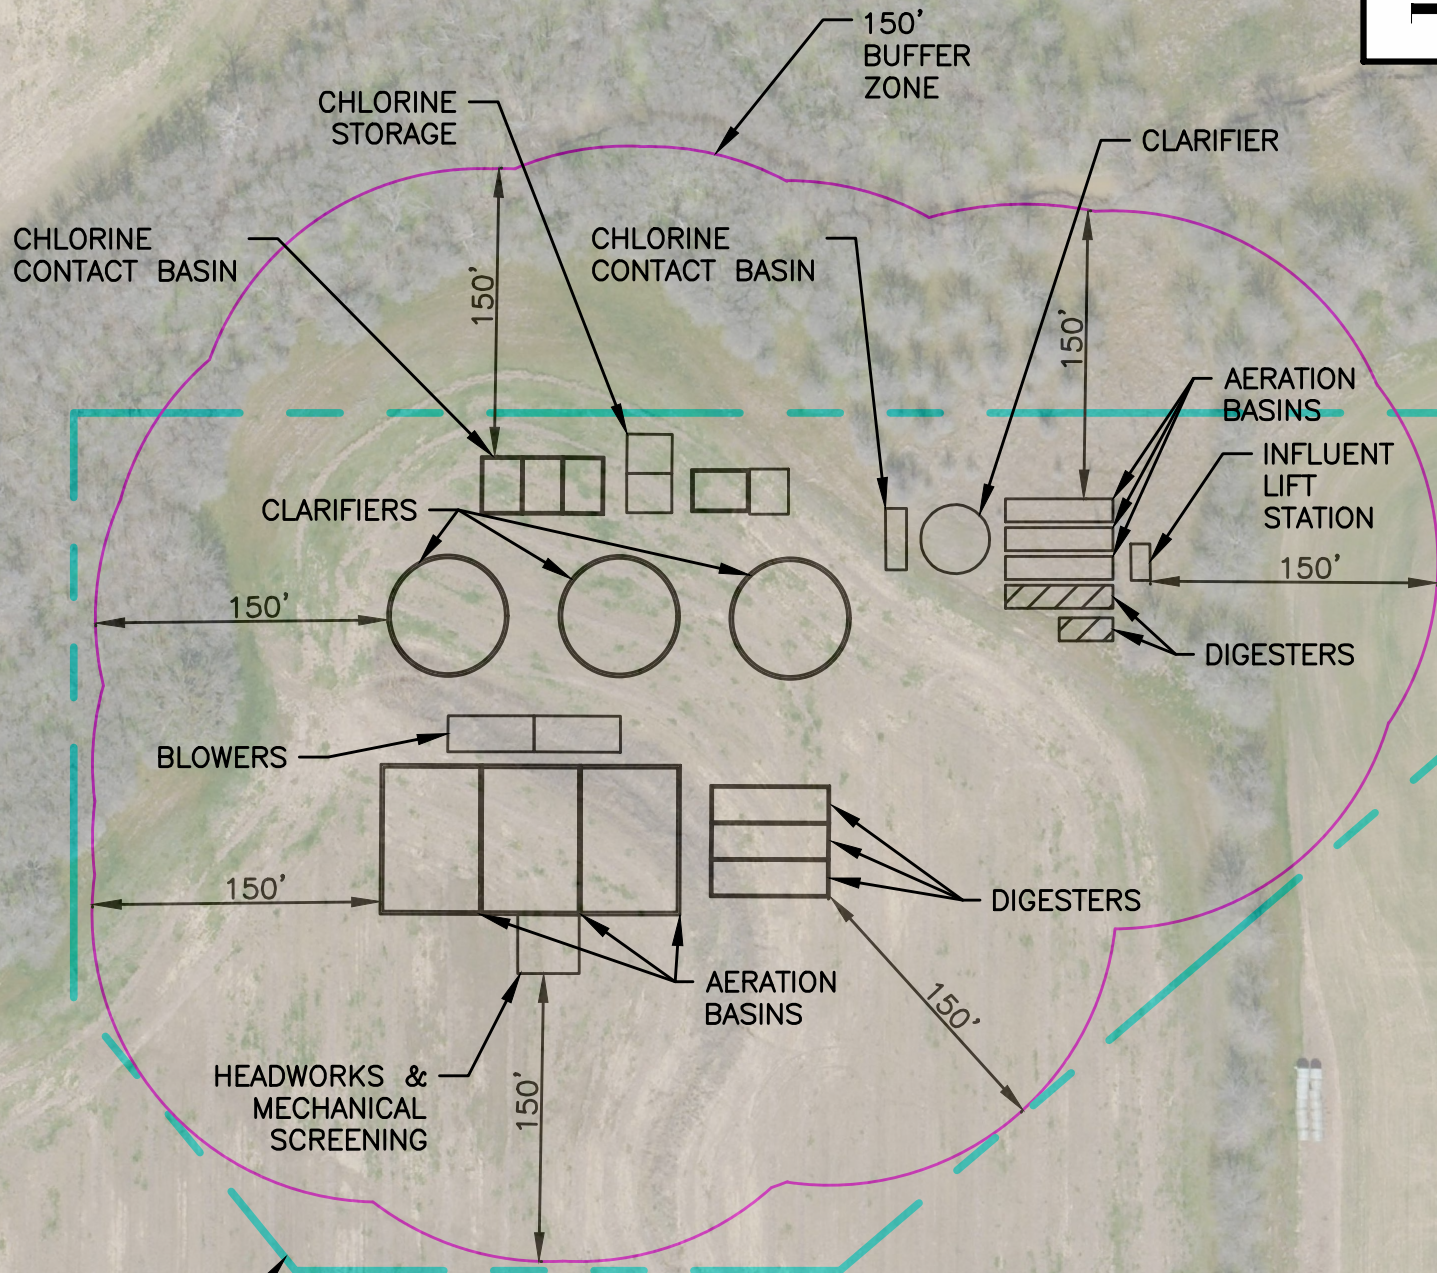 150'
BUFFER
ZONE
CHLORINE
STORAGE
CLARIFIER
CHLORINE
CONTACT BASIN
CHLORINE
CONTACT BASIN
150'
150'
AERATION
BASINS
INFLUENT
LIFT
STATION
CLARIFIERS
150'
150'
DIGESTERS
BLOWERS
150'
DIGESTERS
AERATION
BASINS
150'
HEADWORKS &
MECHANICAL
SCREENING
150'